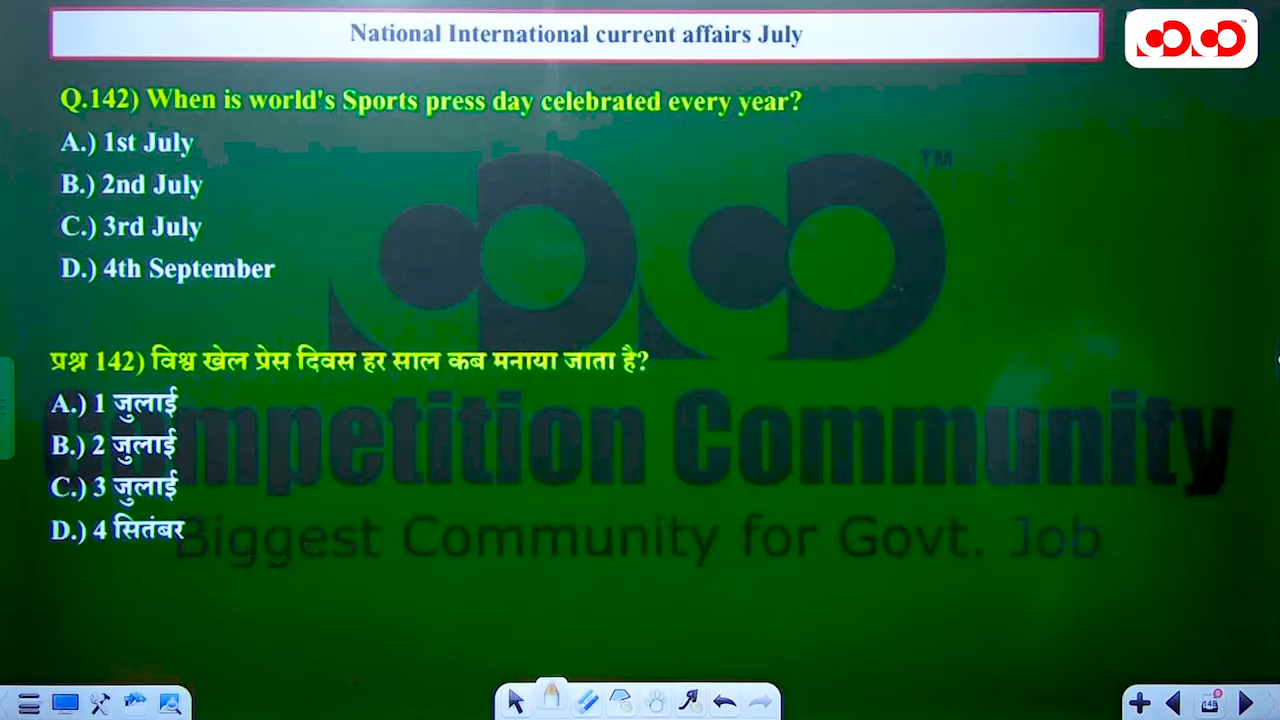 National International current affairs July
Q.142) When is world's Sports press day celebrated every year?
A.) 1st July
B.) 2nd July
C.) 3rd July
D.) 4th September
TM
प्रश्न 142) विश्व खेल प्रेस दिवस हर साल कब मनाया जाता है?
A.) 1 जुलाई
B.) 2 जुलाई
C.) 3 जुलाई
D.) 4 सितंबर
Competition Community
Biggest Community for Govt. Job
148